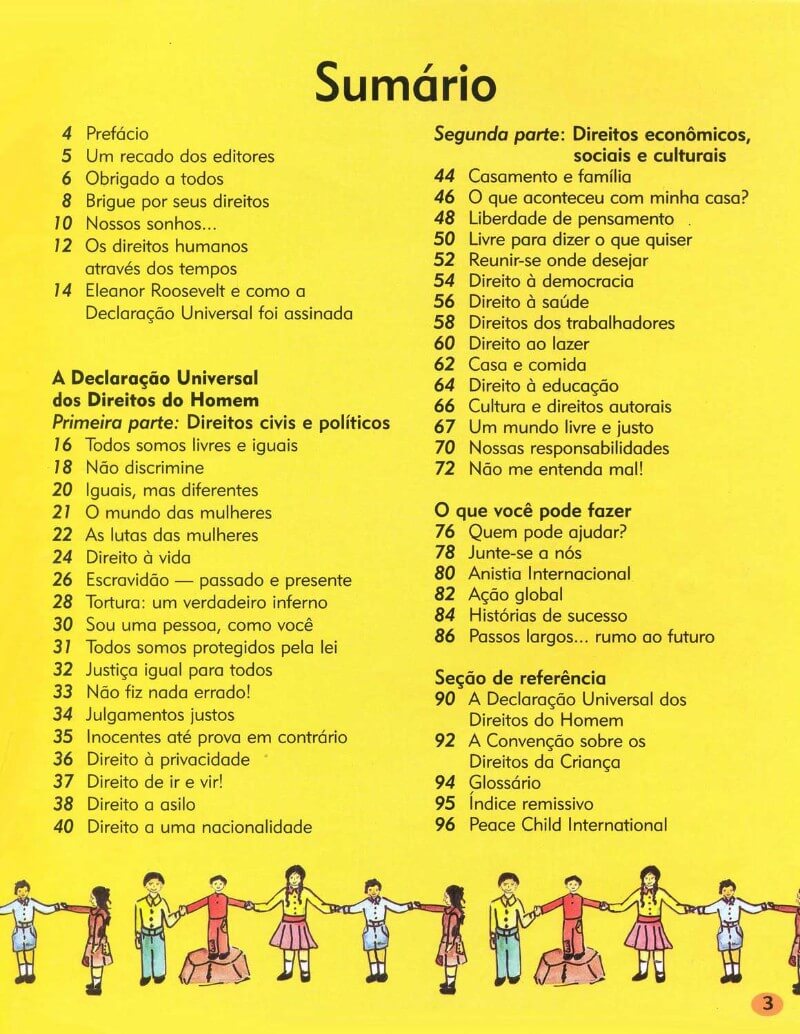 Sumário
4 Prefácio
5 Um recado dos editores
6 Obrigado a todos
8 Brigue por seus direitos
10 Nossos sonhos...
12 Os direitos humanos
através dos tempos
14 Eleanor Roosevelt e como a
Declaração Universal foi assinada
A Declaração Universal
dos Direitos do Homem
Primeira parte: Direitos civis e políticos
16 Todos somos livres e iguais
18 Não discrimine
20 Iguais, mas diferentes
21 O mundo das mulheres
22 As lutas das mulheres
24 Direito à vida
26 Escravidão — passado e presente
28 Tortura: um verdadeiro inferno
30 Sou uma pessoa, como você
31 Todos somos protegidos pela lei
32 Justiça igual para todos
33 Não fiz nada errado!
34 Julgamentos justos
35 Inocentes até prova em contrário
36 Direito à privacidade
37 Direito de ir e vir!
38 Direito a asilo
40 Direito a uma nacionalidade
Segunda parte: Direitos econômicos,
sociais e culturais
44 Casamento e família
46 O que aconteceu com minha casa?
48 Liberdade de pensamento
50 Livre para dizer o que quiser
52 Reunir-se onde desejar
54 Direito à democracia
56 Direito à saúde
58 Direitos dos trabalhadores
60 Direito ao lazer
62 Casa e comida
64 Direito à educação
66 Cultura e direitos autorais
67 Um mundo livre e justo
70 Nossas responsabilidades
72 Não me entenda mal!
O que você pode fazer
76 Quem pode ajudar?
78 Junte-se a nós
80 Anistia Internacional
82 Ação global
84 Histórias de sucesso
86 Passos largos... rumo ao futuro
Seção de referência
90 A Declaração Universal dos
Direitos do Homem
92 A Convenção sobre os
Direitos da Criança
94 Glossário
95 Índice remissivo
96 Peace Child International
3